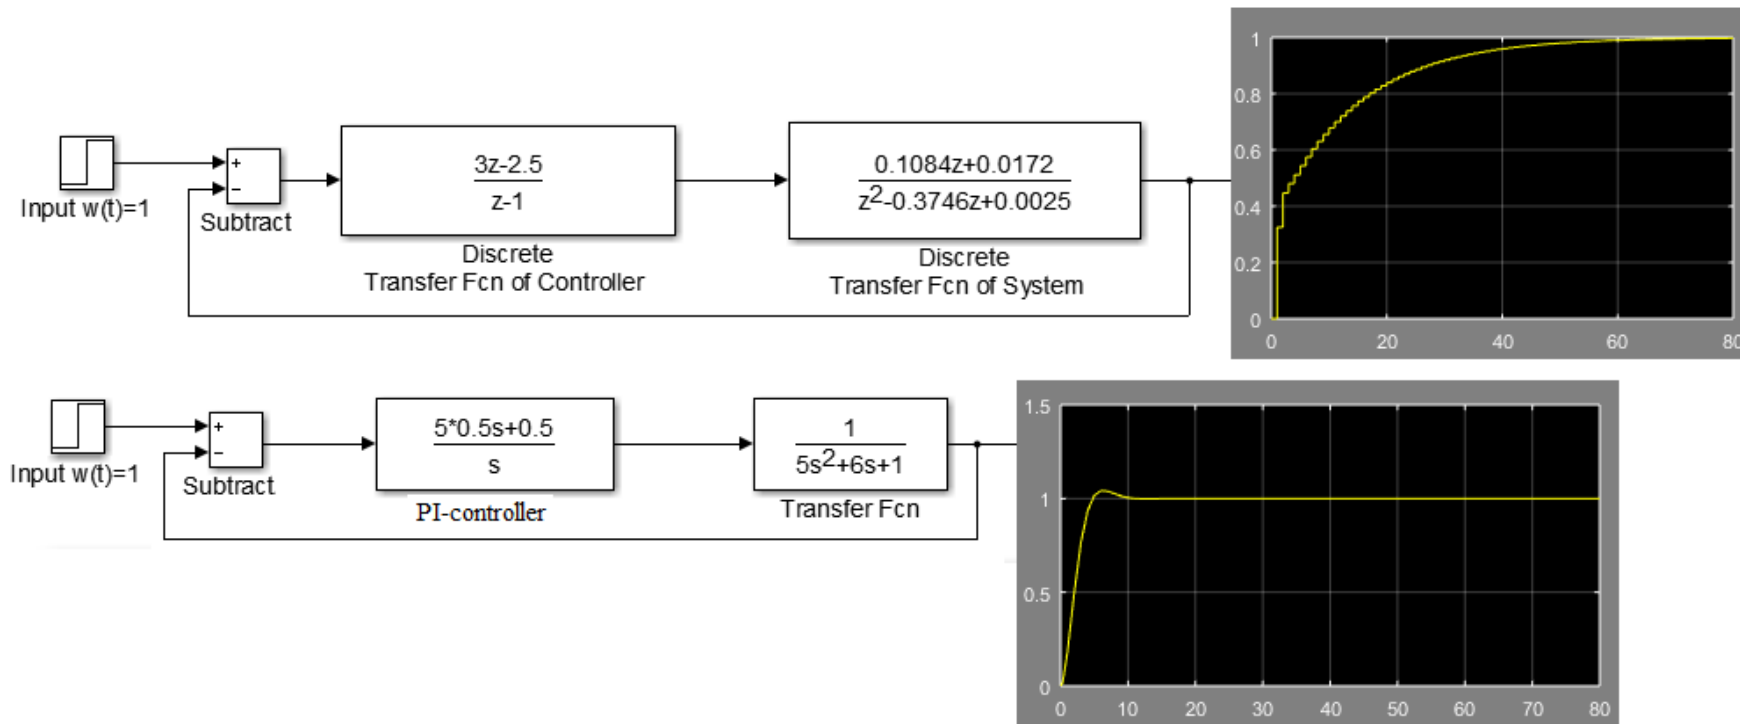 1
0.8
0.6
0.4
0.2
0
0 20 40 60 80
+
−
Input w(t)=1
Subtract
3z-2.5
z-1
Discrete
Transfer Fcn of Controller
0.1084z+0.0172
z2-0.3746z+0.0025
Discrete
Transfer Fcn of System
+
−
Input w(t)=1
Subtract
5*0.5s+0.5
s
PI-controller
1
5s2+6s+1
Transfer Fcn
1.5
1
0.5
0
0 10 20 30 40 50 60 70 80